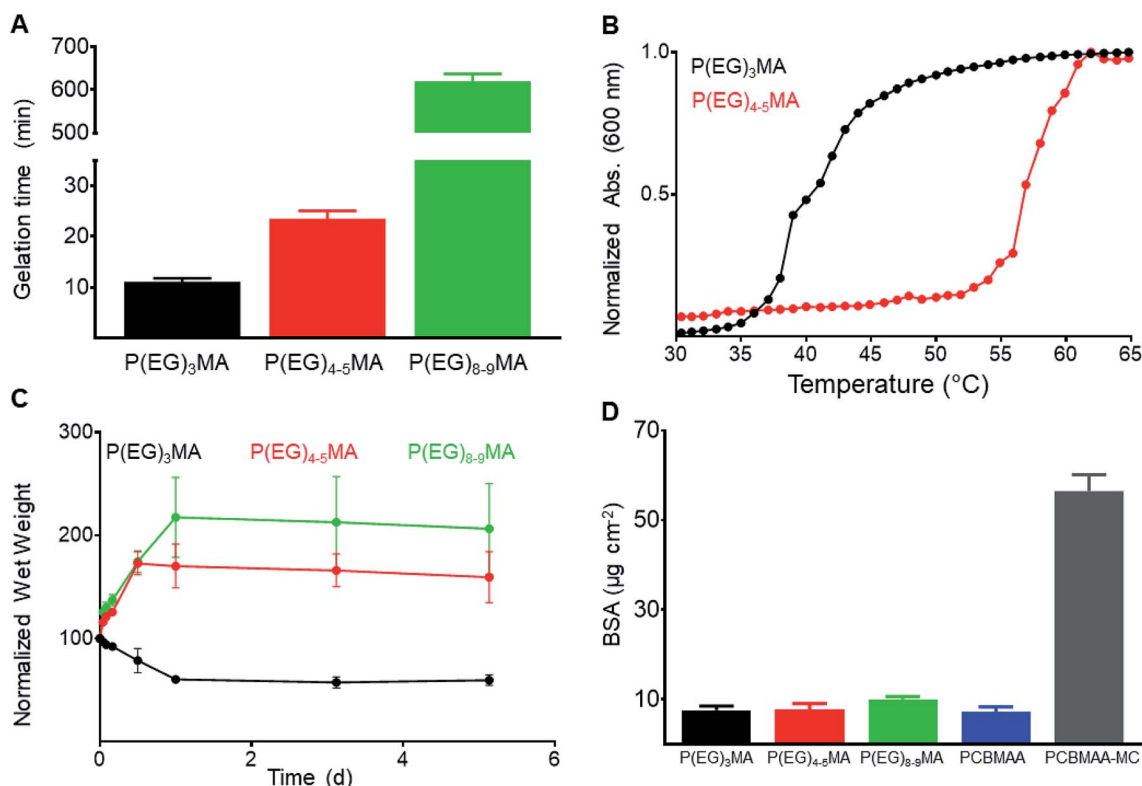 A
Gelation time (min)
700
600
500
30
20
10
P(EG)₃MA
P(EG)₄₋₅MA
P(EG)₈₋₉MA
B
Normalized Abs. (600 nm)
P(EG)₃MA
P(EG)₄₋₅MA
1.0
0.5
30 35 40 45 50 55 60 65
Temperature (°C)
C
Normalized Wet Weight
300
200
100
P(EG)₃MA P(EG)₄₋₅MA P(EG)₈₋₉MA
0 2 4 6
Time (d)
D
BSA (µg cm⁻²)
70
50
30
10
P(EG)₃MA P(EG)₄₋₅MA P(EG)₈₋₉MA PCBMAA PCBMAA-MC